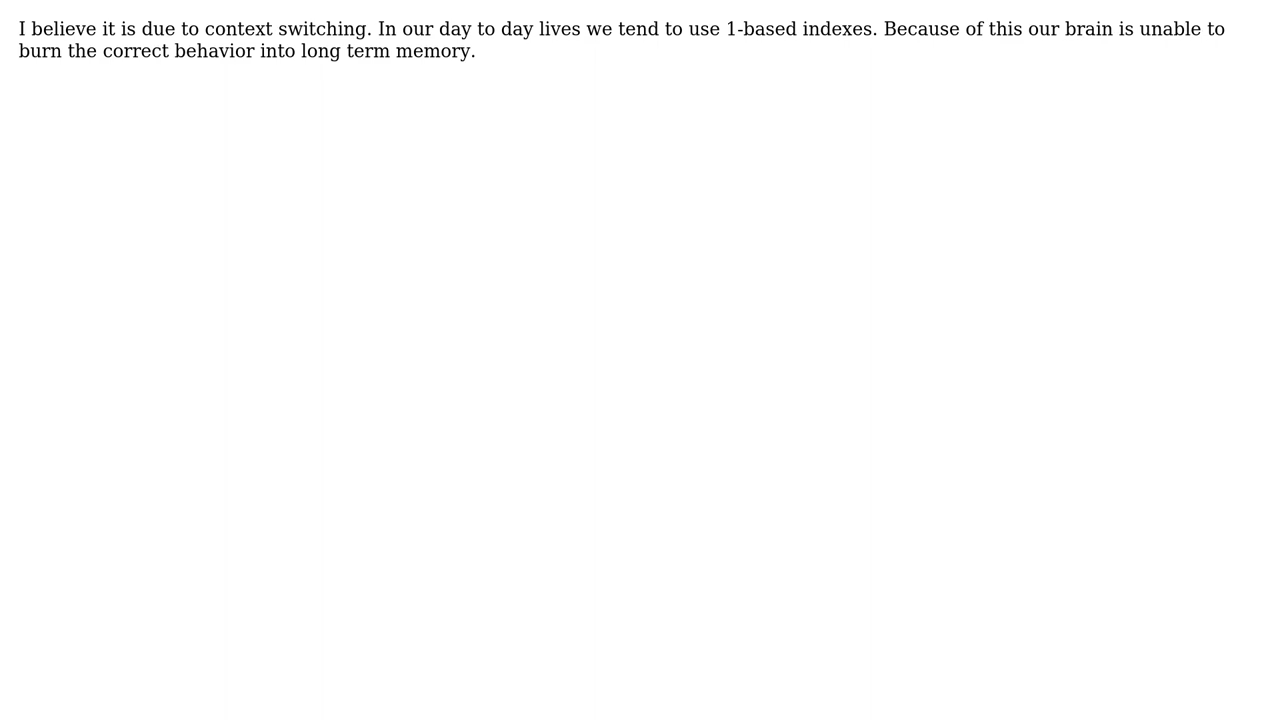 I believe it is due to context switching. In our day to day lives we tend to use 1-based indexes. Because of this our brain is unable to
burn the correct behavior into long term memory.